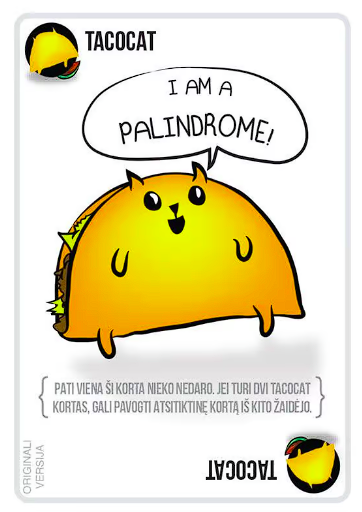 TACOCAT
I AM A
PALINDROME!
PATI VIENA ŠI KORTA NIEKO NEDARO. JEI TURI DVI TACOCAT
KORTAS, GALI PAVOGTI ATSITIKTINĘ KORTĄ IŠ KITO ŽAIDĖJO.
ORIGINALI
VERSIJA
TACOCAT